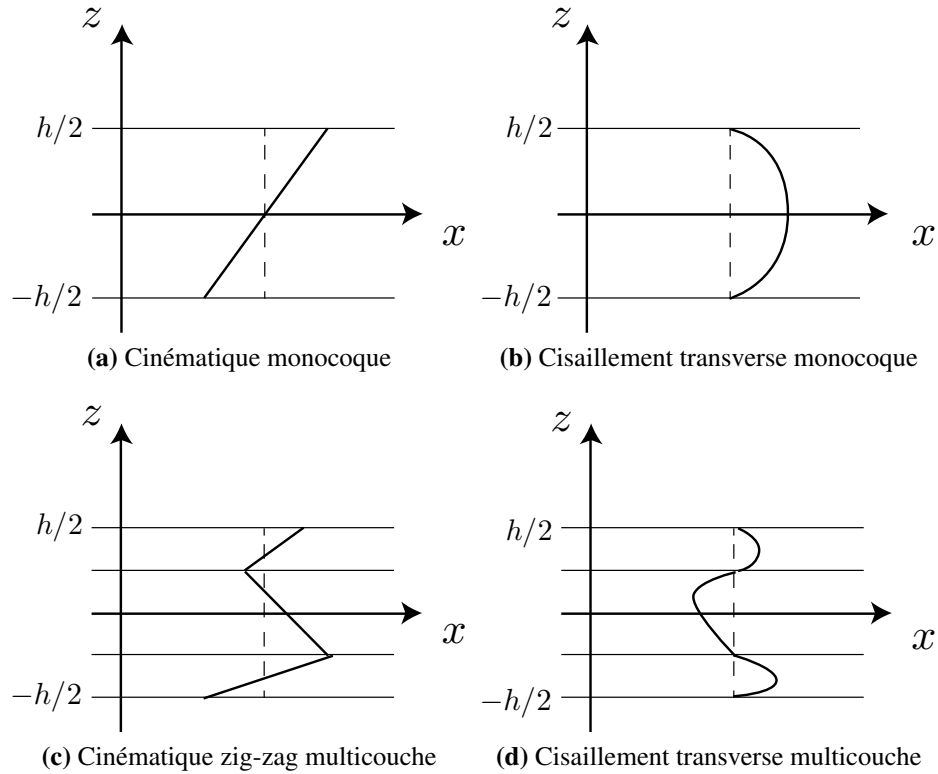 z
z
h/2
h/2
x
x
−h/2
−h/2
(a) Cinématique monocoque
(b) Cisaillement transverse monocoque
z
z
h/2
h/2
x
x
−h/2
−h/2
(c) Cinématique zig-zag multicouche
(d) Cisaillement transverse multicouche